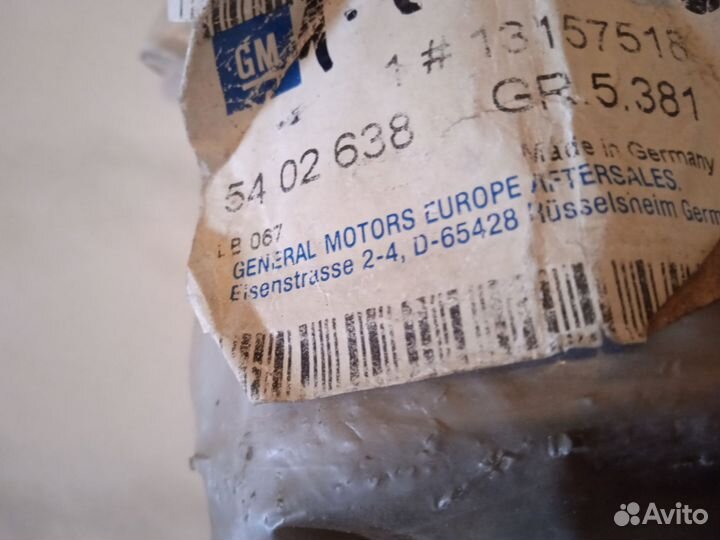 GM
1 # 13157518
GR. 5.381
54 02 638
Made in Germany
067
GENERAL MOTORS EUROPE AFTERSALES.
Eisenstrasse 2-4, D-65428 Rüsselsheim Germ
Avito